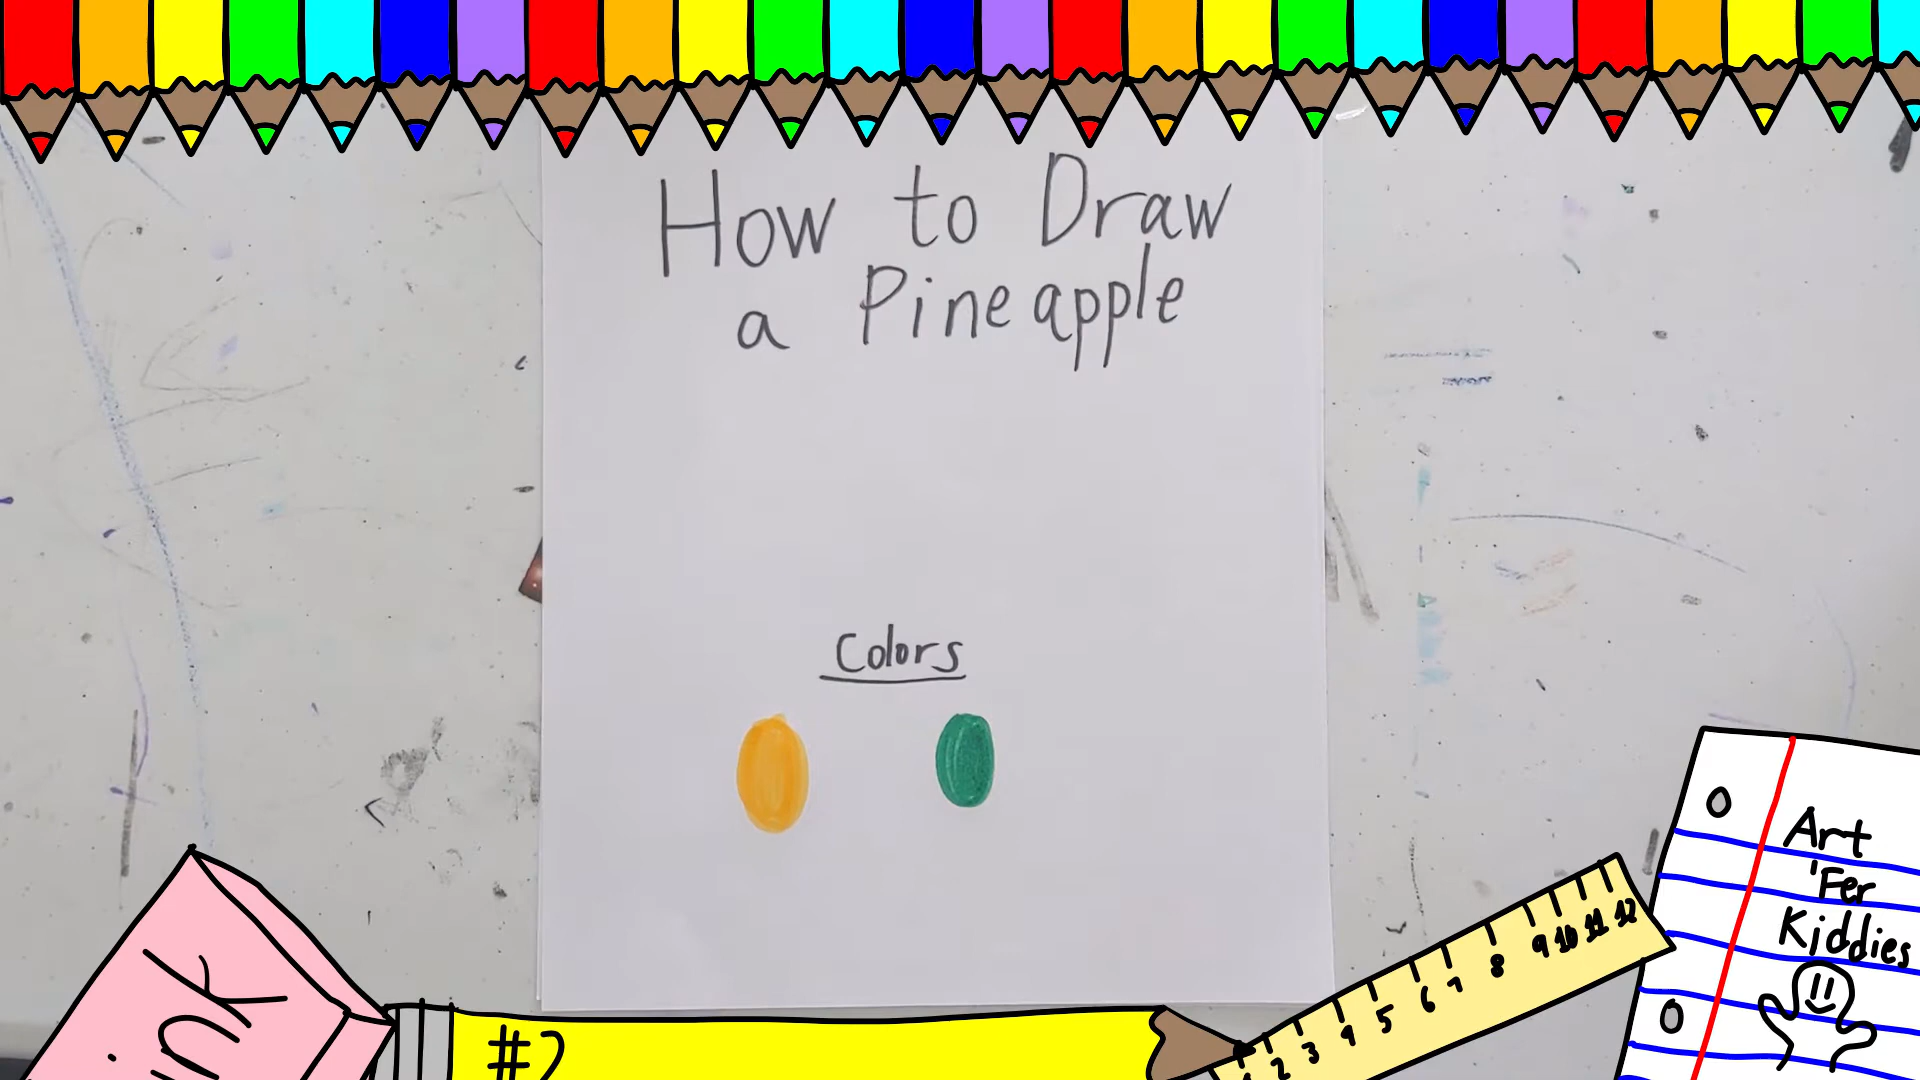 How to Draw
a Pineapple
Colors
Art
'Fer
Kiddies
ink
#2
1 2 3 4 5 6 7 8 9 10 11 12